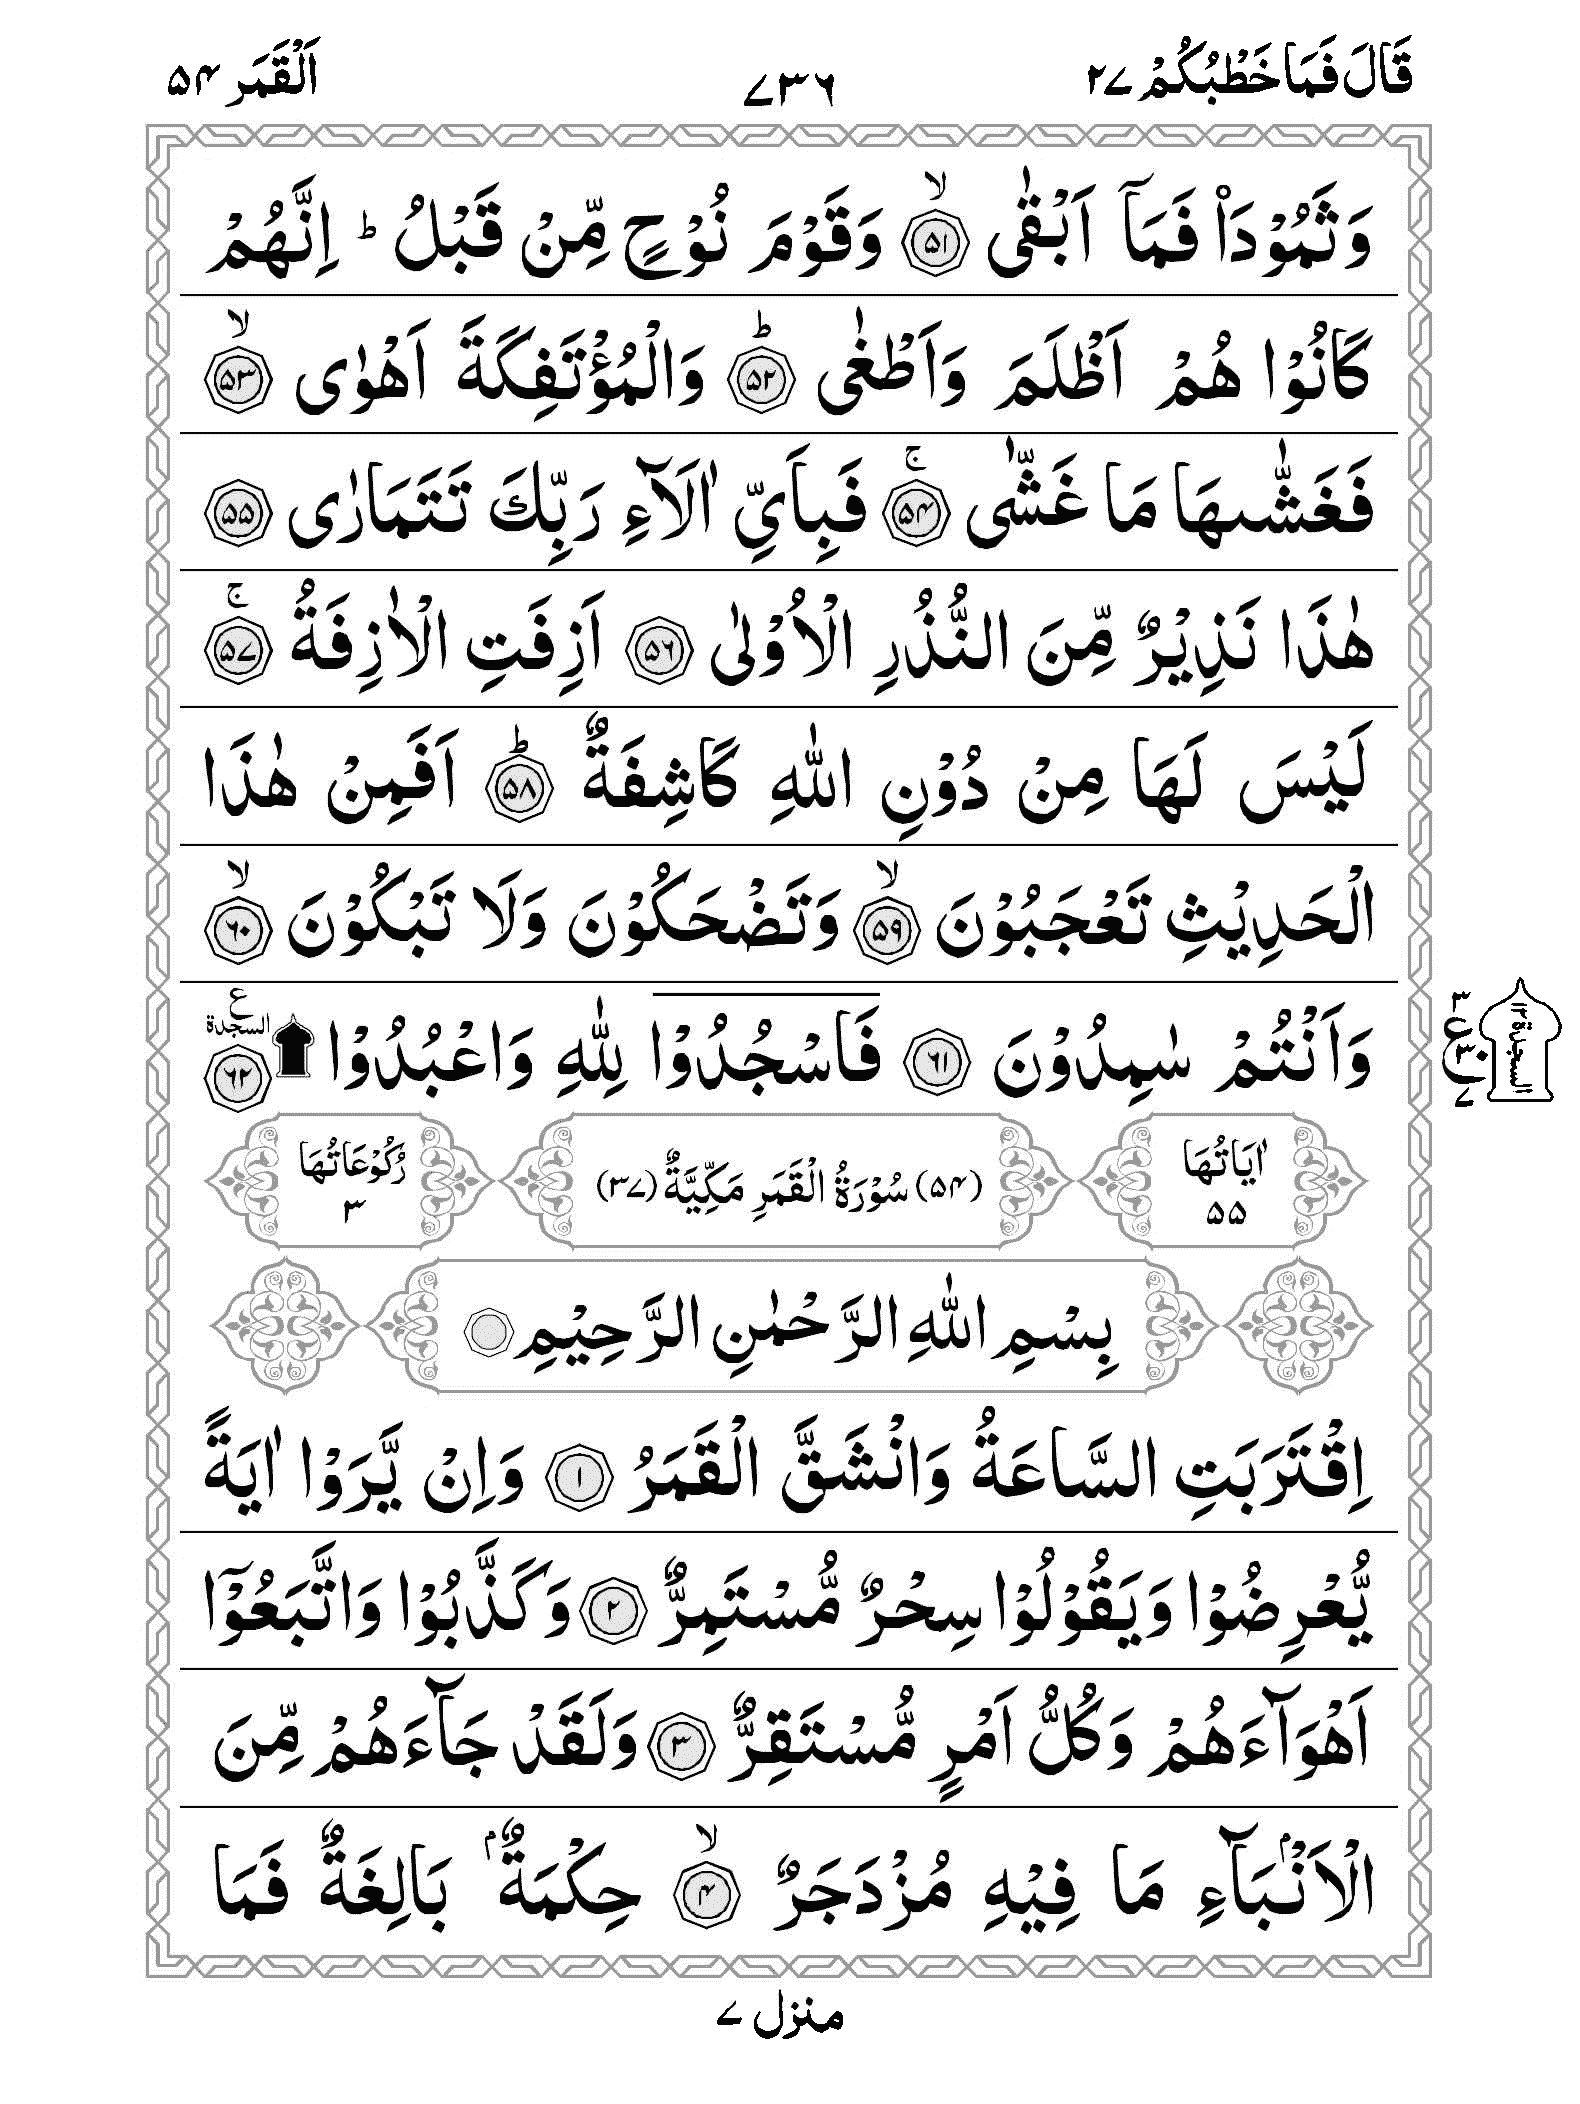 قَالَ فَمَا خَطْبُكُمْ ٢٧ ٧٣٦ اَلْقَمَر ٥٤
وَثَمُوْدَا۟ فَمَاۤ اَبْقٰى ۙ﴿٥١﴾ وَقَوْمَ نُوْحٍ مِّنْ قَبْلُ ؕ اِنَّهُمْ
كَانُوْا هُمْ اَظْلَمَ وَاَطْغٰى ؕ﴿٥٢﴾ وَالْمُؤْتَفِكَةَ اَهْوٰى ۙ﴿٥٣﴾
فَغَشّٰىهَا مَا غَشّٰى ۚ﴿٥٤﴾ فَبِاَىِّ اٰلَآءِ رَبِّكَ تَتَمَارٰى ﴿٥٥﴾
هٰذَا نَذِيْرٌ مِّنَ النُّذُرِ الْاُوْلٰى ﴿٥٦﴾ اَزِفَتِ الْاٰزِفَةُ ۚ﴿٥٧﴾
لَيْسَ لَهَا مِنْ دُوْنِ اللّٰهِ كَاشِفَةٌ ؕ﴿٥٨﴾ اَفَمِنْ هٰذَا
الْحَدِيْثِ تَعْجَبُوْنَ ۙ﴿٥٩﴾ وَتَضْحَكُوْنَ وَلَا تَبْكُوْنَ ۙ﴿٦٠﴾
وَاَنْتُمْ سٰمِدُوْنَ ﴿٦١﴾ فَاسْجُدُوْا لِلّٰهِ وَاعْبُدُوْا ۩ السجدة ع ﴿٦٢﴾
٣ ع ٣٠ ٧ السجدة ١٢
اٰيَاتُهَا ٥٥ (٥٤) سُوْرَةُ الْقَمَرِ مَكِّيَّةٌ (٣٧) رُكُوْعَاتُهَا ٣
بِسْمِ اللّٰهِ الرَّحْمٰنِ الرَّحِيْمِ
اِقْتَرَبَتِ السَّاعَةُ وَانْشَقَّ الْقَمَرُ ﴿١﴾ وَاِنْ يَّرَوْا اٰيَةً
يُّعْرِضُوْا وَيَقُوْلُوْا سِحْرٌ مُّسْتَمِرٌّ ﴿٢﴾ وَكَذَّبُوْا وَاتَّبَعُوْۤا
اَهْوَآءَهُمْ وَكُلُّ اَمْرٍ مُّسْتَقِرٌّ ﴿٣﴾ وَلَقَدْ جَآءَهُمْ مِّنَ
الْاَنْۢبَآءِ مَا فِيْهِ مُزْدَجَرٌ ۙ﴿٤﴾ حِكْمَةٌۢ بَالِغَةٌ فَمَا
منزل ٧